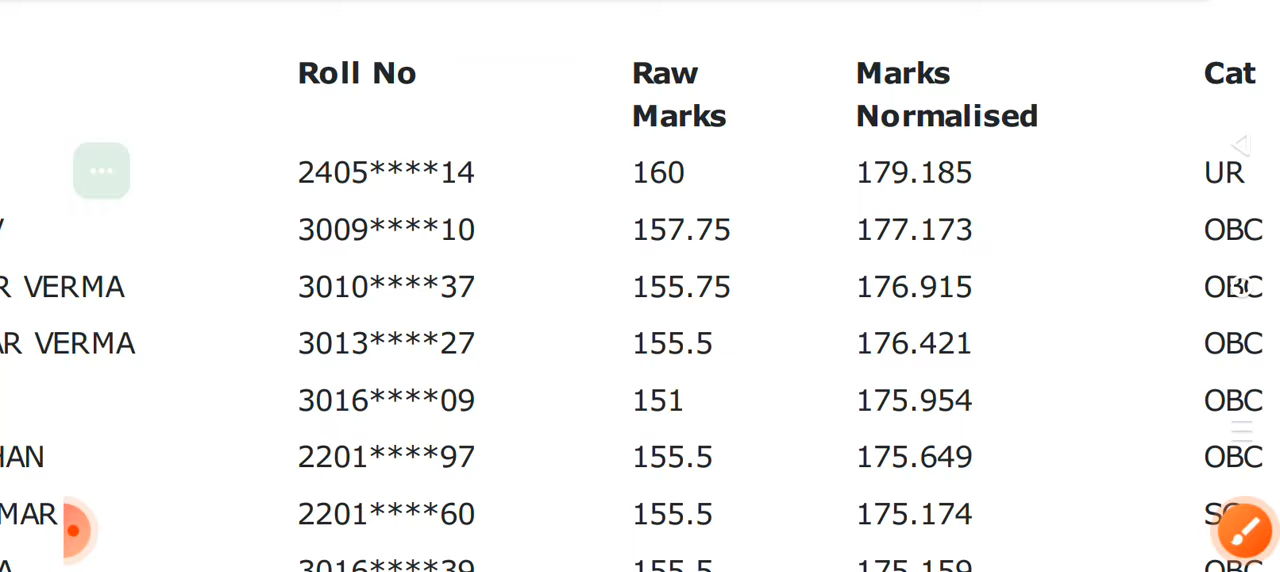 Roll No Raw Marks Marks Normalised Cat
2405****14 160 179.185 UR
3009****10 157.75 177.173 OBC
R VERMA 3010****37 155.75 176.915 OBC
AR VERMA 3013****27 155.5 176.421 OBC
3016****09 151 175.954 OBC
HAN 2201****97 155.5 175.649 OBC
MAR 2201****60 155.5 175.174
3016****39 155.5 175.159 OBC